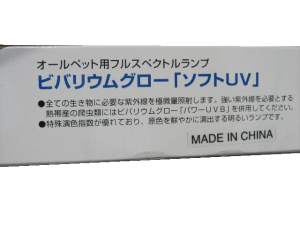 オールペット用フルスペクトルランプ
ビバリウムグロー「ソフトUV」
●全ての生き物に必要な紫外線を極微量照射します。強い紫外線を必要とする
熱帯産の爬虫類にはビバリウムグロー「パワーUVB」を併用してください。
●特殊演色指数が優れており、原色を鮮やかに演出する明るいランプです。
MADE IN CHINA